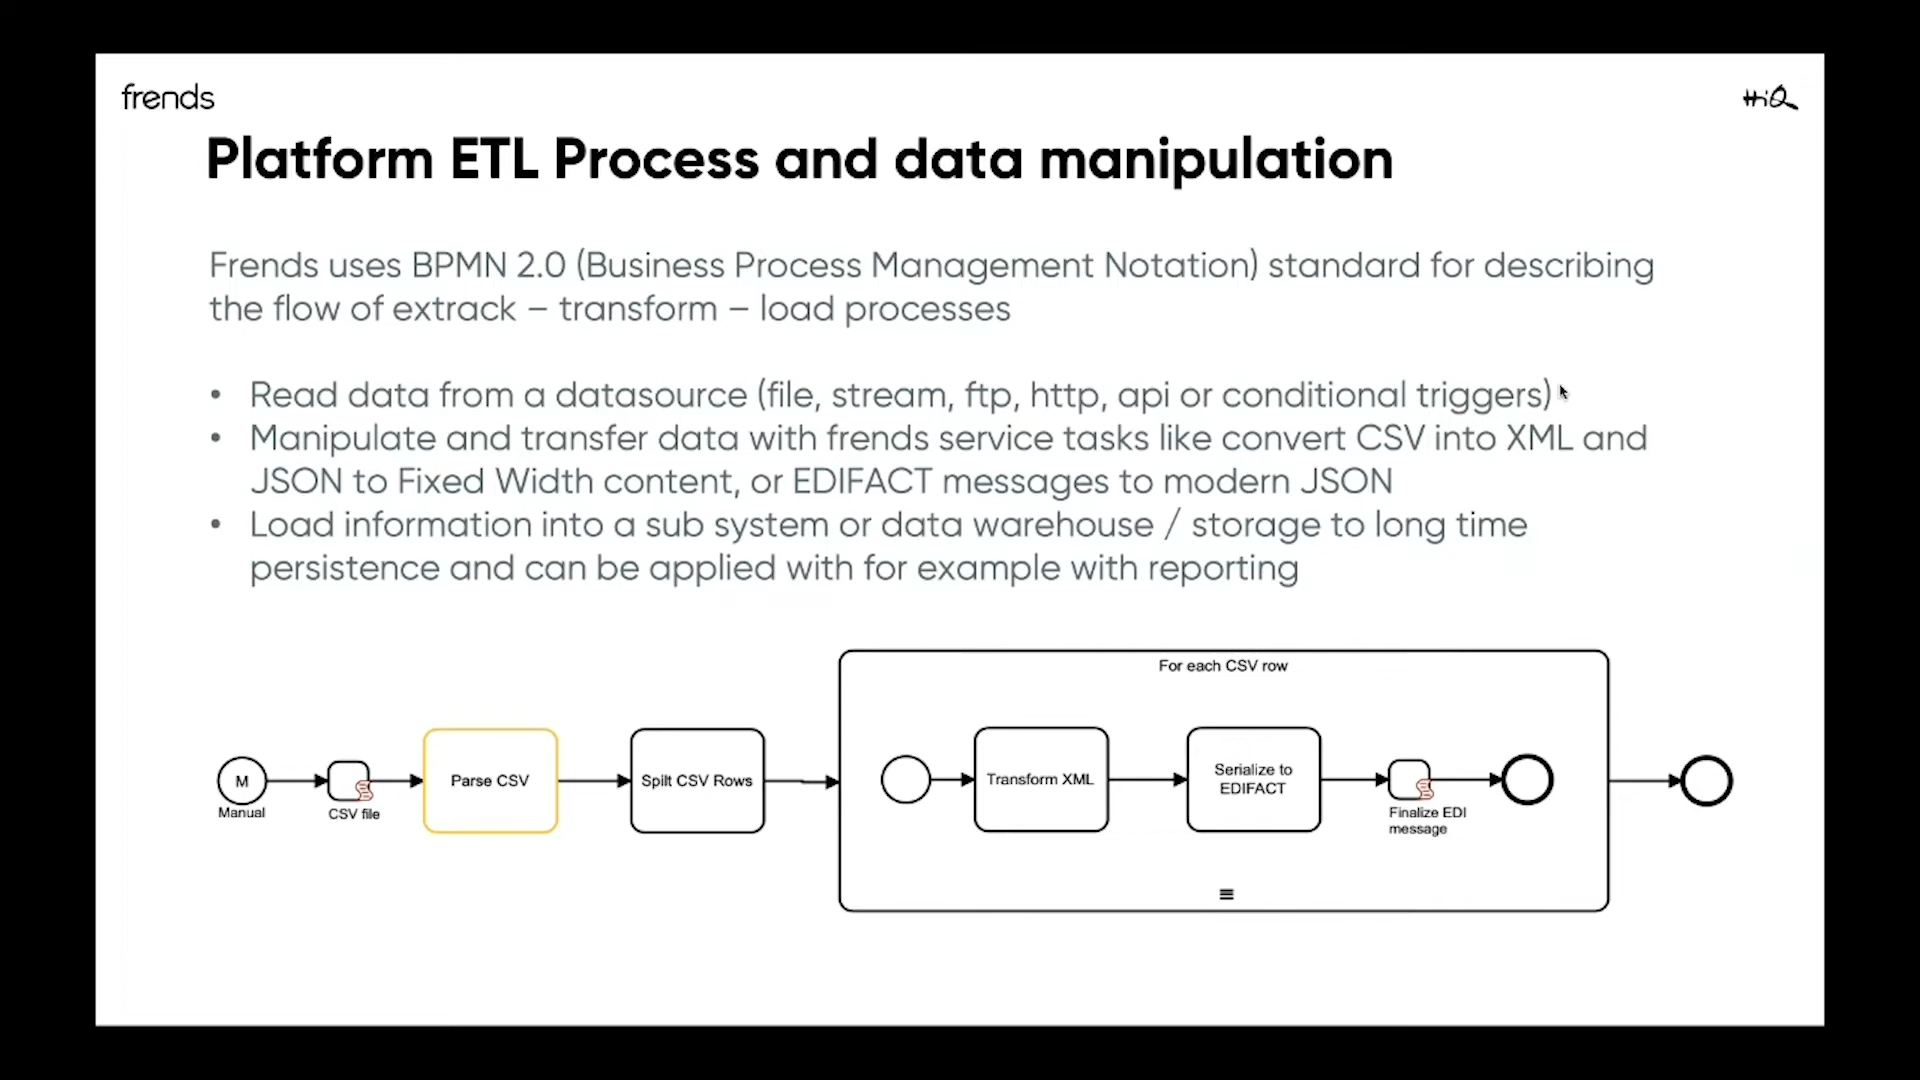 frends
HiQ
Platform ETL Process and data manipulation
Frends uses BPMN 2.0 (Business Process Management Notation) standard for describing
the flow of extrack – transform – load processes
• Read data from a datasource (file, stream, ftp, http, api or conditional triggers)
• Manipulate and transfer data with frends service tasks like convert CSV into XML and
JSON to Fixed Width content, or EDIFACT messages to modern JSON
• Load information into a sub system or data warehouse / storage to long time
persistence and can be applied with for example with reporting
For each CSV row
M
Manual
CSV file
Parse CSV
Spilt CSV Rows
Transform XML
Serialize to
EDIFACT
Finalize EDI
message